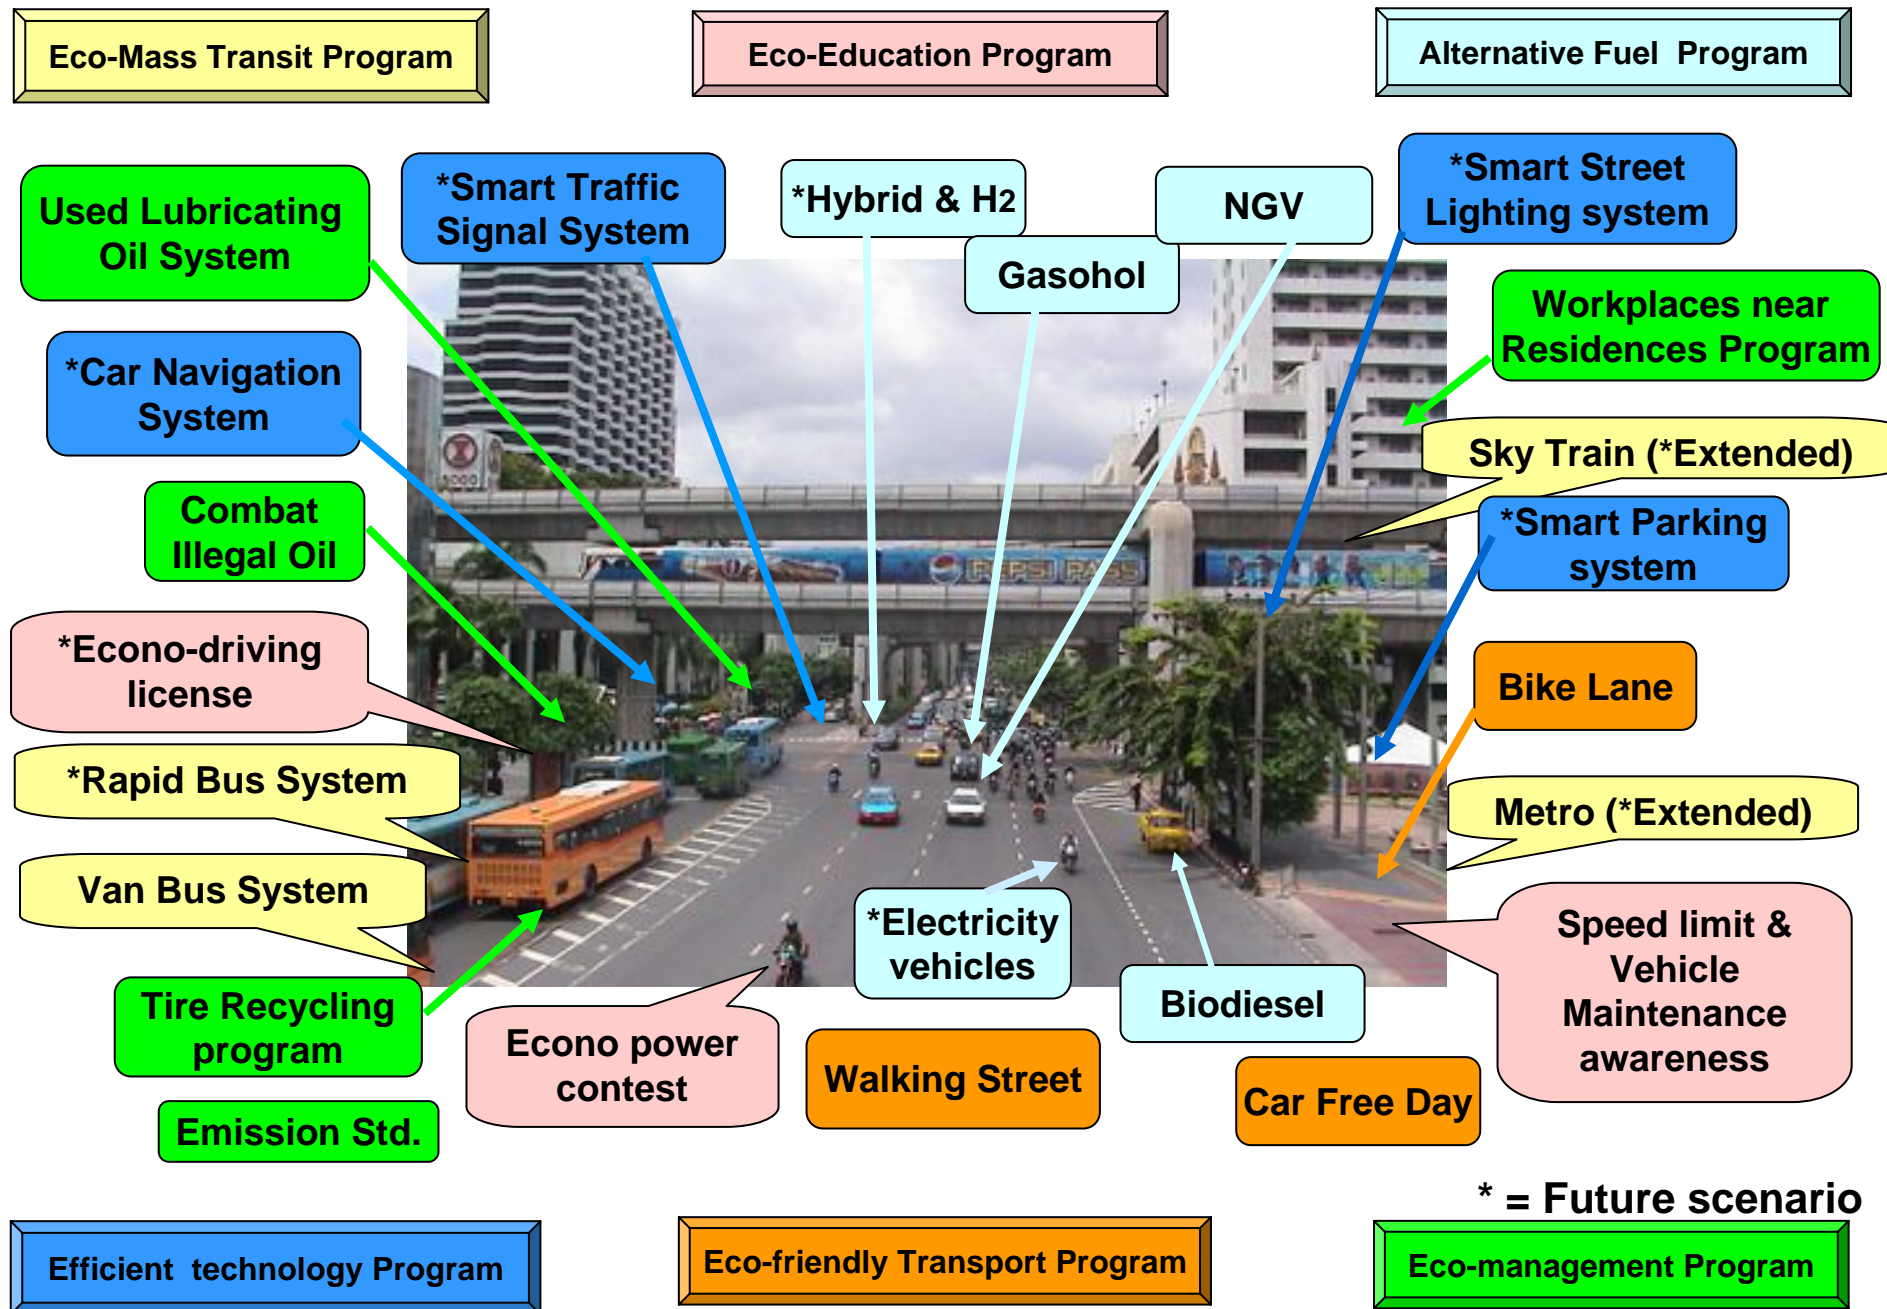 Eco-Mass Transit Program
Eco-Education Program
Alternative Fuel  Program
Used Lubricating
Oil System
*Smart Traffic
Signal System
*Hybrid & H2
Gasohol
NGV
*Smart Street
Lighting system
*Car Navigation
System
Workplaces near
Residences Program
Sky Train (*Extended)
Combat
Illegal Oil
*Smart Parking
system
PEPSI PASS
*Econo-driving
license
Bike Lane
*Rapid Bus System
Metro (*Extended)
Van Bus System
*Electricity
vehicles
Biodiesel
Speed limit &
Vehicle
Maintenance
awareness
Tire Recycling
program
Econo power
contest
Walking Street
Car Free Day
Emission Std.
* = Future scenario
Efficient  technology Program
Eco-friendly Transport Program
Eco-management Program